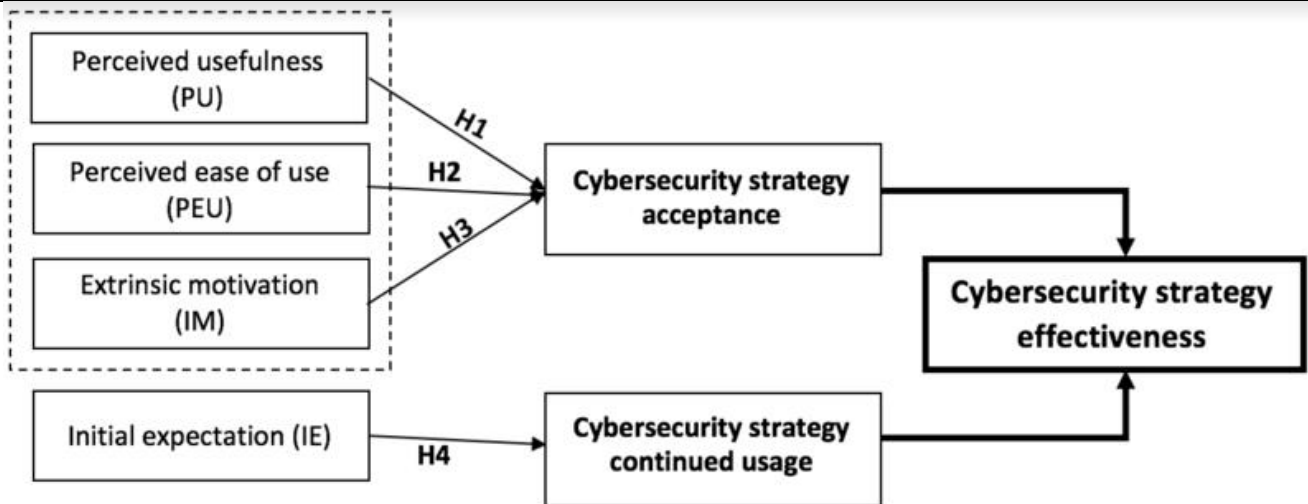 Perceived usefulness
(PU)
H1
Perceived ease of use
(PEU)
H2
Cybersecurity strategy
acceptance
H3
Extrinsic motivation
(IM)
Cybersecurity strategy
effectiveness
Initial expectation (IE)
H4
Cybersecurity strategy
continued usage